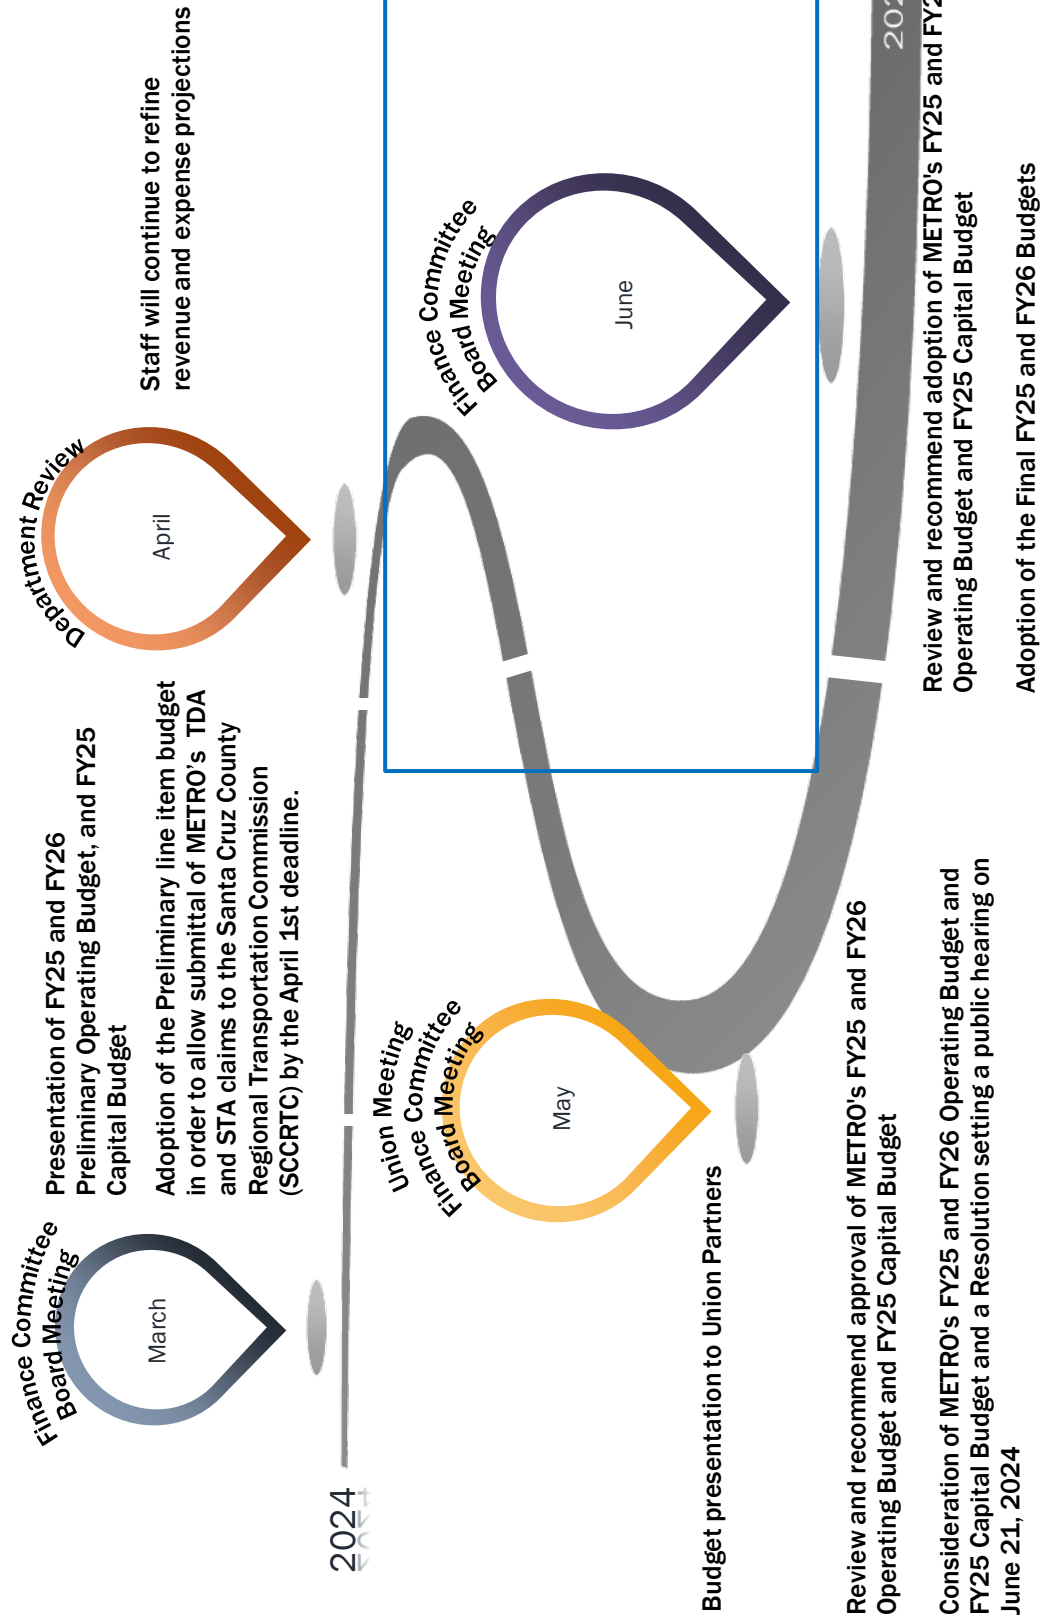 Finance Committee
Board Meeting
March
Presentation of FY25 and FY26
Preliminary Operating Budget, and FY25
Capital Budget
Adoption of the Preliminary line item budget
in order to allow submittal of METRO’s TDA
and STA claims to the Santa Cruz County
Regional Transportation Commission
(SCCRTC) by the April 1st deadline.
Department Review
April
Staff will continue to refine
revenue and expense projections
2024
Union Meeting
Finance Committee
Board Meeting
May
Budget presentation to Union Partners
Review and recommend approval of METRO's FY25 and FY26
Operating Budget and FY25 Capital Budget
Consideration of METRO's FY25 and FY26 Operating Budget and
FY25 Capital Budget and a Resolution setting a public hearing on
June 21, 2024
Finance Committee
Board Meeting
June
Review and recommend adoption of METRO's FY25 and
Operating Budget and FY25 Capital Budget
Adoption of the Final FY25 and FY26 Budgets